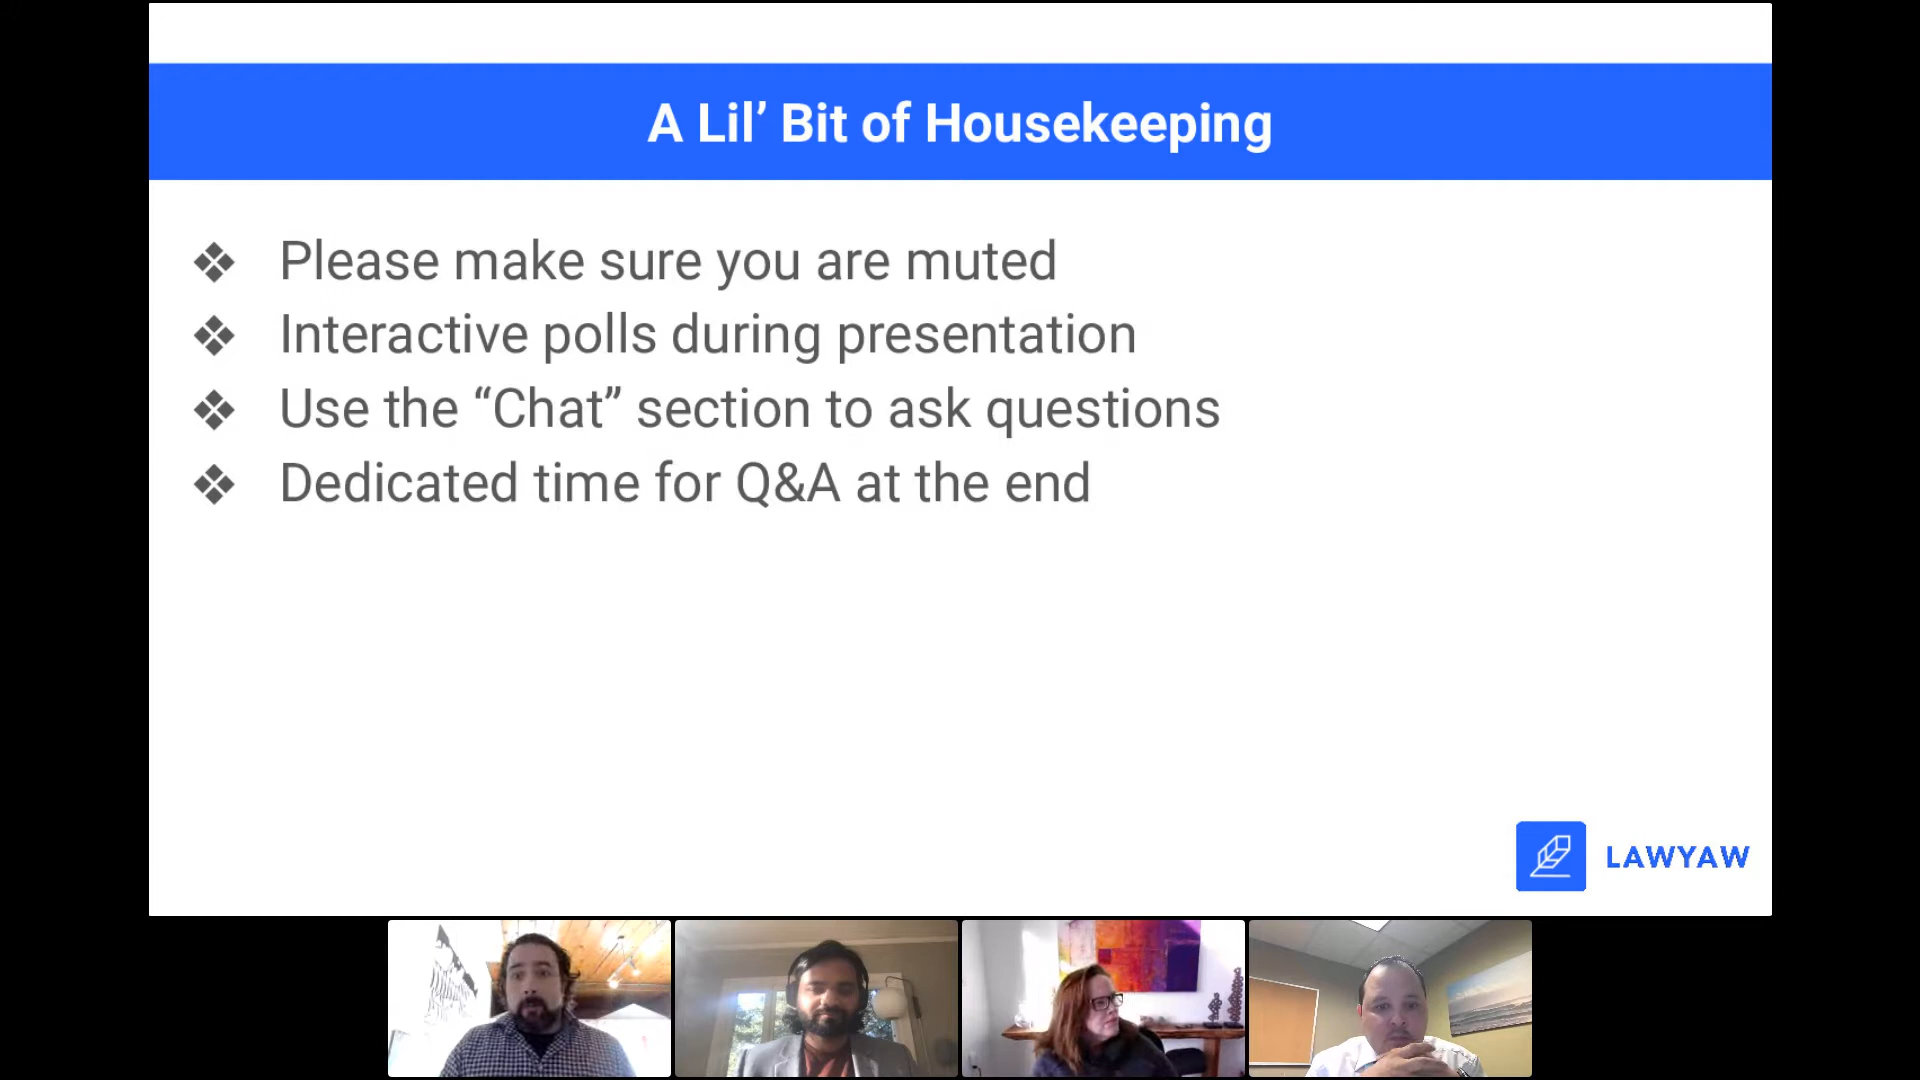 A Lil’ Bit of Housekeeping
❖ Please make sure you are muted
❖ Interactive polls during presentation
❖ Use the “Chat” section to ask questions
❖ Dedicated time for Q&A at the end
LAWYAW